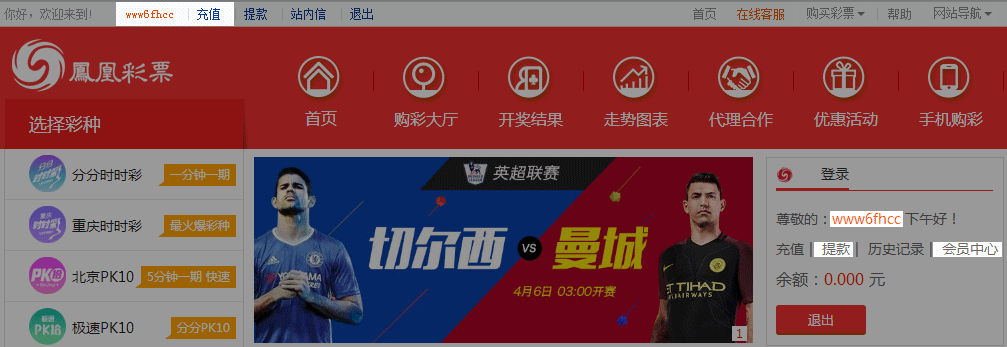 你好，欢迎来到！ www6fhcc 充值 提款 站内信 退出 首页 在线客服 购买彩票 帮助 网站导航
鳳凰彩票
首页 购彩大厅 开奖结果 走势图表 代理合作 优惠活动 手机购彩
选择彩种
分分时时彩 一分钟一期
重庆时时彩 最火爆彩种
北京PK10 5分钟一期 快速
极速PK10 分分PK10
英超联赛
切尔西 VS 曼城
4月6日 03:00开赛
ETIHAD
AIRWAYS
1
登录
尊敬的：www6fhcc 下午好！
充值 | 提款 | 历史记录 | 会员中心
余额：0.000 元
退出